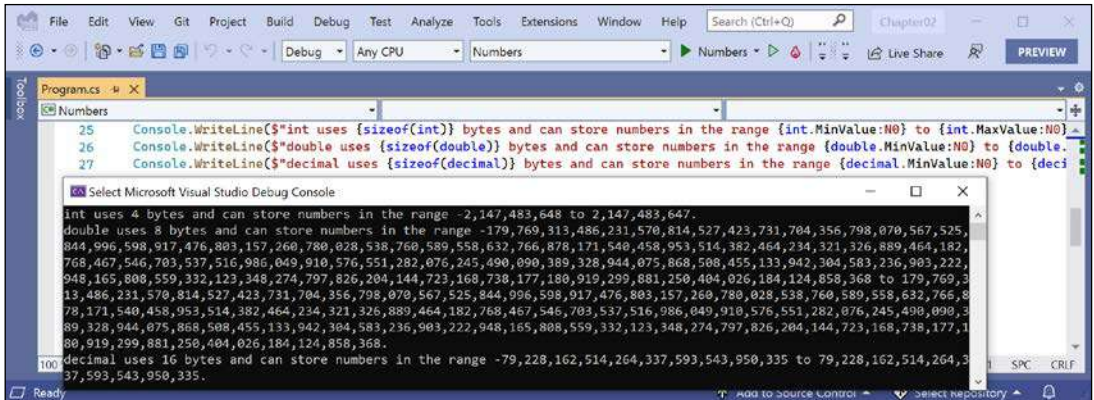 File Edit View Git Project Build Debug Test Analyze Tools Extensions Window Help Search (Ctrl+Q) Chapter02
Debug Any CPU Numbers Numbers Live Share PREVIEW
Toolbox
Program.cs
Numbers
25 Console.WriteLine($"int uses {sizeof(int)} bytes and can store numbers in the range {int.MinValue:N0} to {int.MaxValue:N0}
26 Console.WriteLine($"double uses {sizeof(double)} bytes and can store numbers in the range {double.MinValue:N0} to {double.
27 Console.WriteLine($"decimal uses {sizeof(decimal)} bytes and can store numbers in the range {decimal.MinValue:N0} to {deci
Select Microsoft Visual Studio Debug Console
int uses 4 bytes and can store numbers in the range -2,147,483,648 to 2,147,483,647.
double uses 8 bytes and can store numbers in the range -179,769,313,486,231,570,814,527,423,731,704,356,798,070,567,525,
844,996,598,917,476,803,157,260,780,028,538,760,589,558,632,766,878,171,540,458,953,514,382,464,234,321,326,889,464,182,
768,467,546,703,537,516,986,049,910,576,551,282,076,245,490,090,389,328,944,075,868,508,455,133,942,304,583,236,903,222,
948,165,808,559,332,123,348,274,797,826,204,144,723,168,738,177,180,919,299,881,250,404,026,184,124,858,368 to 179,769,3
13,486,231,570,814,527,423,731,704,356,798,070,567,525,844,996,598,917,476,803,157,260,780,028,538,760,589,558,632,766,8
78,171,540,458,953,514,382,464,234,321,326,889,464,182,768,467,546,703,537,516,986,049,910,576,551,282,076,245,490,090,3
89,328,944,075,868,508,455,133,942,304,583,236,903,222,948,165,808,559,332,123,348,274,797,826,204,144,723,168,738,177,1
80,919,299,881,250,404,026,184,124,858,368.
decimal uses 16 bytes and can store numbers in the range -79,228,162,514,264,337,593,543,950,335 to 79,228,162,514,264,3
37,593,543,950,335.
100 SPC CRLF
Ready Add to Source Control Select Repository